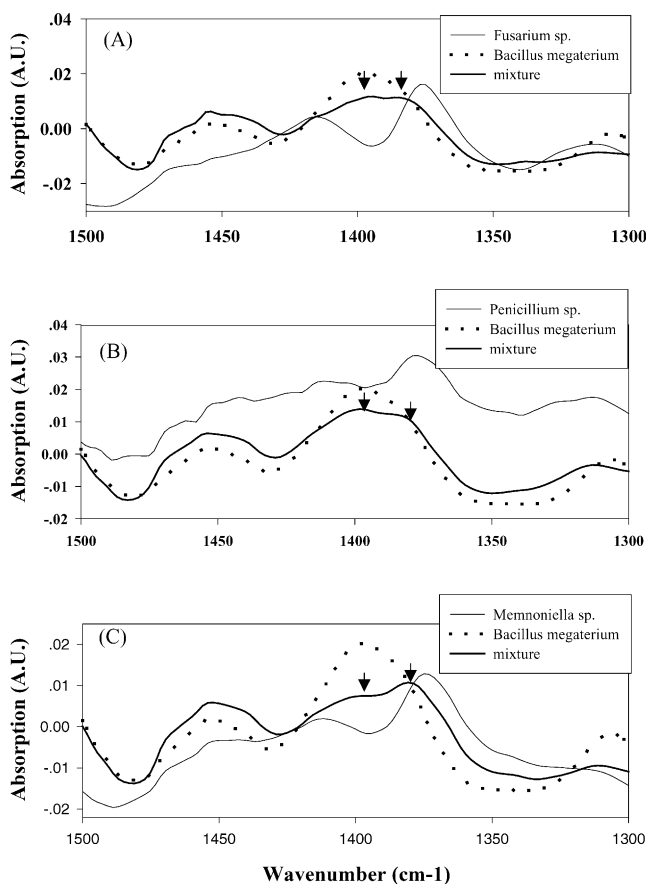 (A)
Fusarium sp.
Bacillus megaterium
mixture
Absorption (A.U.)
.04
.02
0.00
-.02
1500 1450 1400 1350 1300
(B)
Penicillium sp.
Bacillus megaterium
mixture
Absorption (A.U.)
.04
.03
.02
.01
0.00
-.01
-.02
1500 1450 1400 1350 1300
(C)
Memnoniella sp.
Bacillus megaterium
mixture
Absorption (A.U.)
.02
.01
0.00
-.01
-.02
1500 1450 1400 1350 1300
Wavenumber (cm-1)